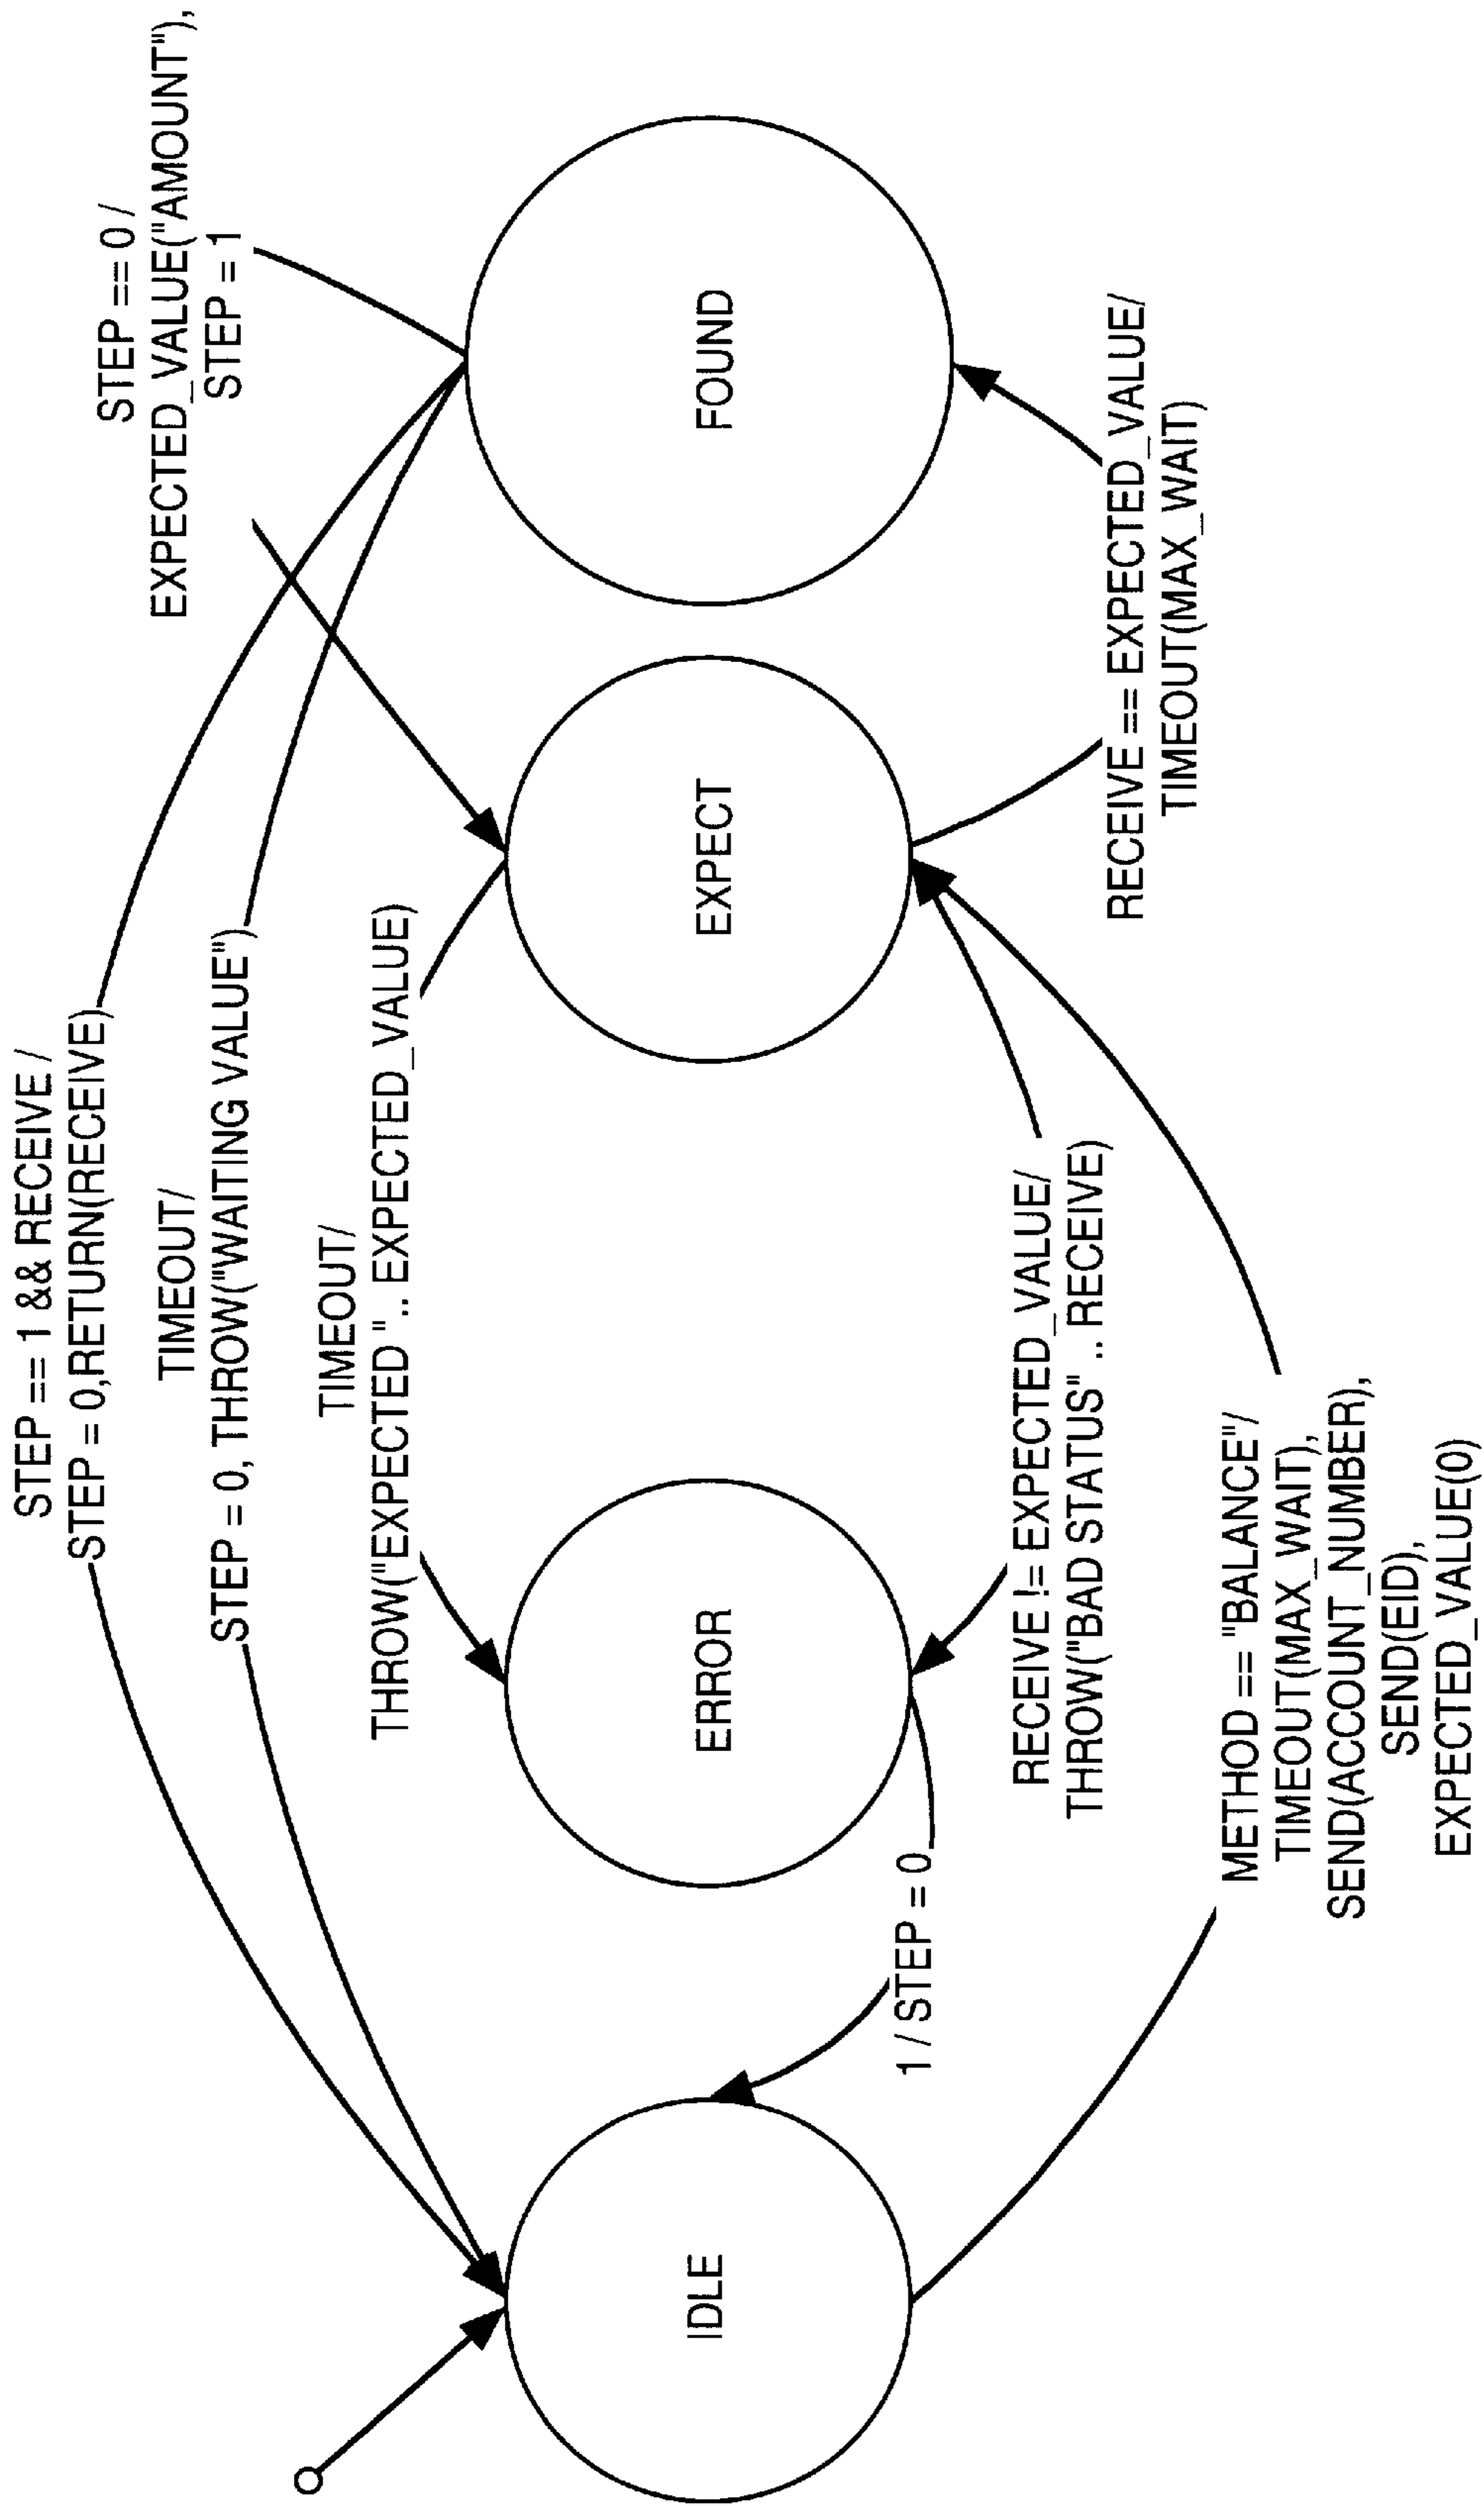 STEP == 1 && RECEIVE /
STEP = 0,RETURN(RECEIVE)
TIMEOUT/
STEP = 0, THROW("WAITING VALUE")
TIMEOUT/
THROW("EXPECTED ".. EXPECTED_VALUE)
STEP == 0 /
EXPECTED_VALUE("AMOUNT"),
STEP = 1
IDLE
ERROR
EXPECT
FOUND
1 / STEP = 0
RECEIVE != EXPECTED_VALUE/
THROW("BAD STATUS" .. RECEIVE)
RECEIVE == EXPECTED_VALUE/
TIMEOUT(MAX_WAIT)
METHOD == "BALANCE"/
TIMEOUT(MAX_WAIT),
SEND(ACCOUNT_NUMBER),
SEND(EID),
EXPECTED_VALUE(0)